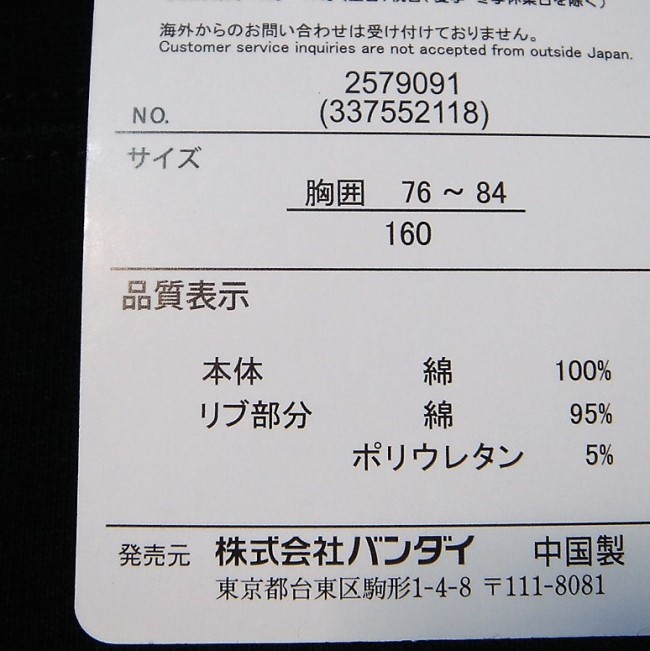 海外からのお問い合わせは受け付けておりません。
Customer service inquiries are not accepted from outside Japan.
2579091
NO. (337552118)
サイズ
胸囲 76 ~ 84
160
品質表示
本体 綿 100%
リブ部分 綿 95%
ポリウレタン 5%
発売元 株式会社バンダイ 中国製
東京都台東区駒形1-4-8 〒111-8081